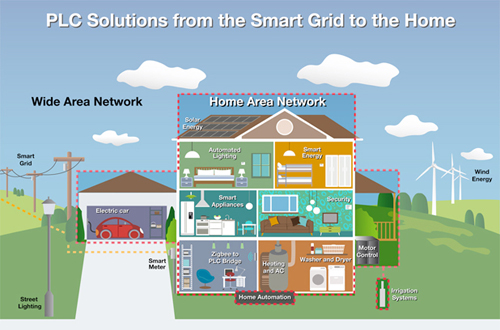 PLC Solutions from the Smart Grid to the Home
Wide Area Network
Home Area Network
Solar
Energy
Automated
Lighting
Smart
Energy
Smart
Grid
Wind
Energy
Electric car
Smart
Appliances
Security
Smart
Meter
Zigbee to
PLC Bridge
Heating
and AC
Washer and Dryer
Motor
Control
Street
Lighting
Home Automation
Irrigation
Systems